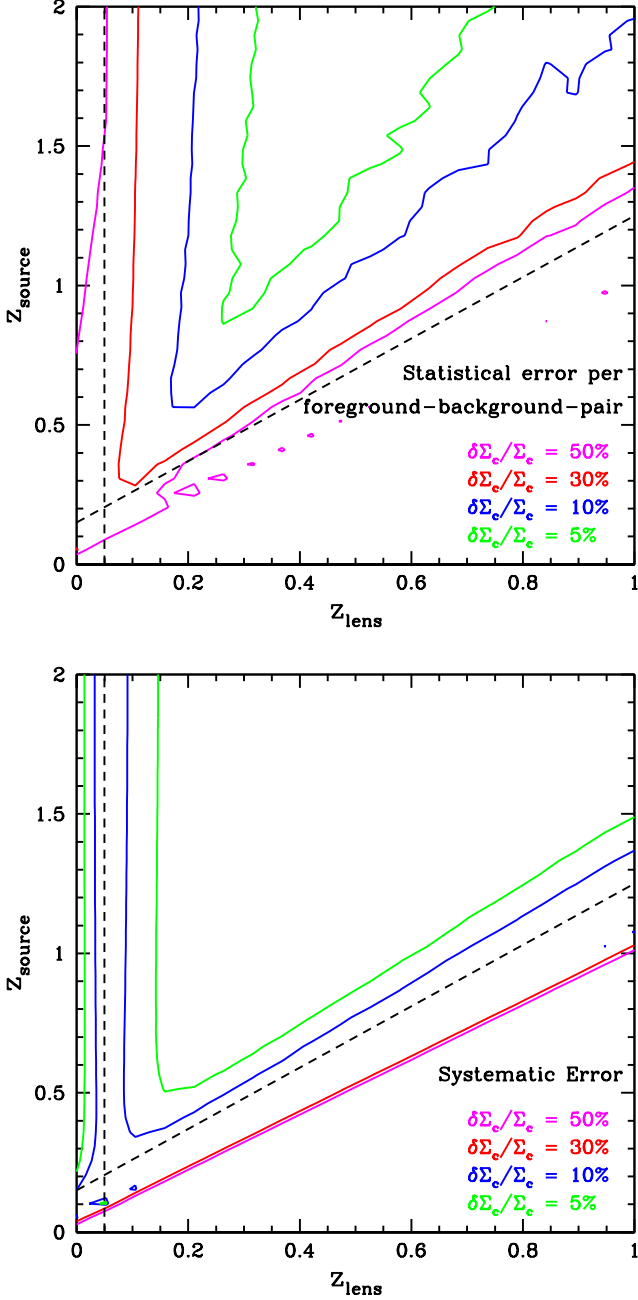 2
1.5
1
0.5
0
Z_source
0 0.2 0.4 0.6 0.8 1
Z_lens
Statistical error per
foreground−background−pair
δΣ_c/Σ_c = 50%
δΣ_c/Σ_c = 30%
δΣ_c/Σ_c = 10%
δΣ_c/Σ_c = 5%
2
1.5
1
0.5
0
Z_source
0 0.2 0.4 0.6 0.8 1
Z_lens
Systematic Error
δΣ_c/Σ_c = 50%
δΣ_c/Σ_c = 30%
δΣ_c/Σ_c = 10%
δΣ_c/Σ_c = 5%